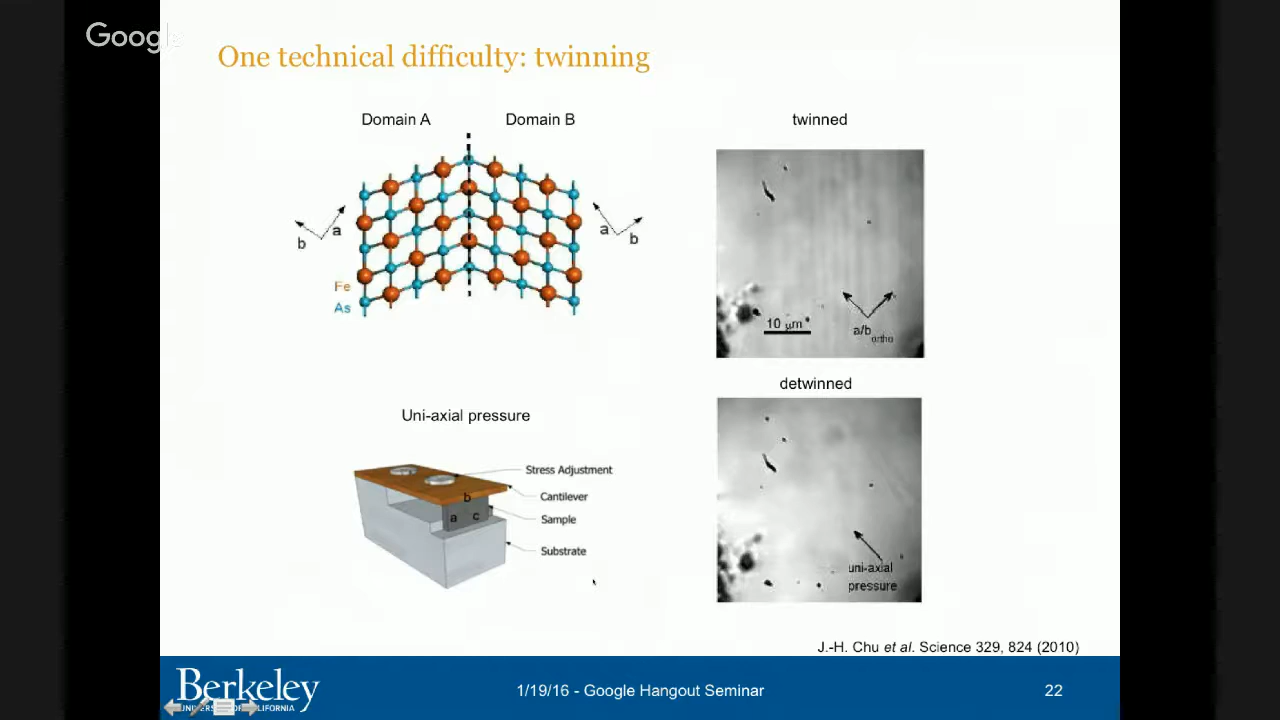 Google
One technical difficulty: twinning
Domain A
Domain B
b
a
a
b
Fe
As
twinned
10 μm
a/b
ortho
detwinned
uni-axial
pressure
Uni-axial pressure
Stress Adjustment
Cantilever
Sample
Substrate
b
a
c
J.-H. Chu et al. Science 329, 824 (2010)
Berkeley
1/19/16 - Google Hangout Seminar
22